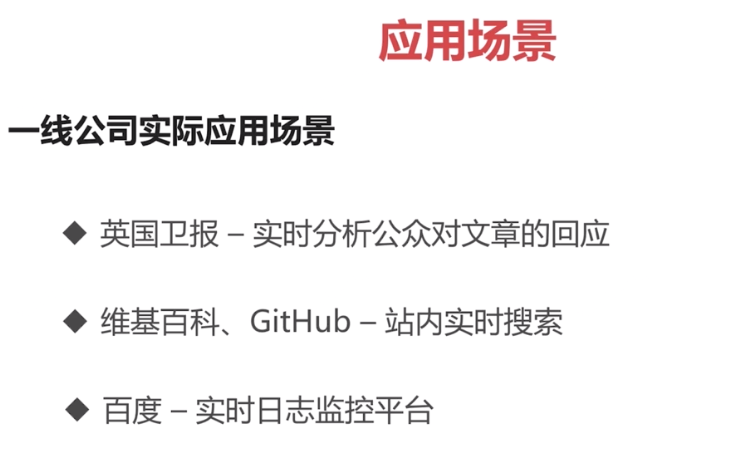 应用场景
一线公司实际应用场景
◆ 英国卫报 – 实时分析公众对文章的回应
◆ 维基百科、GitHub – 站内实时搜索
◆ 百度 – 实时日志监控平台